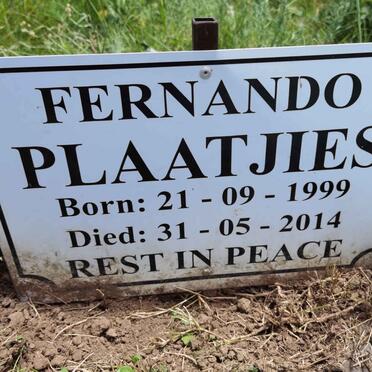 FERNANDO
PLAATJIES
Born: 21 - 09 - 1999
Died: 31 - 05 - 2014
REST IN PEACE